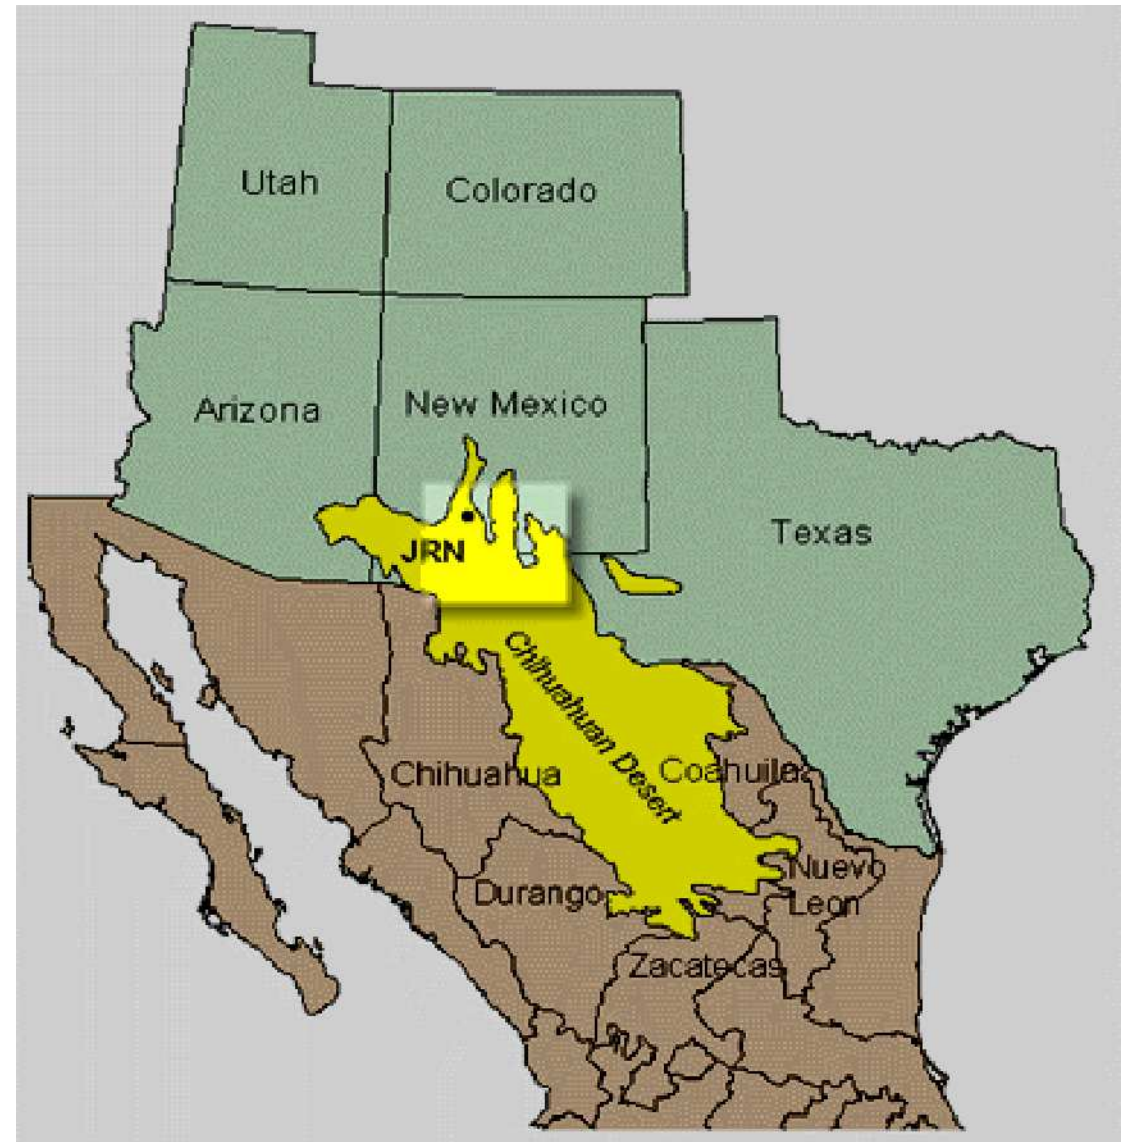 Utah
Colorado
Arizona
New Mexico
Texas
JRN
Chihuahuan Desert
Chihuahua
Coahuila
Durango
Nuevo
Leon
Zacatecas